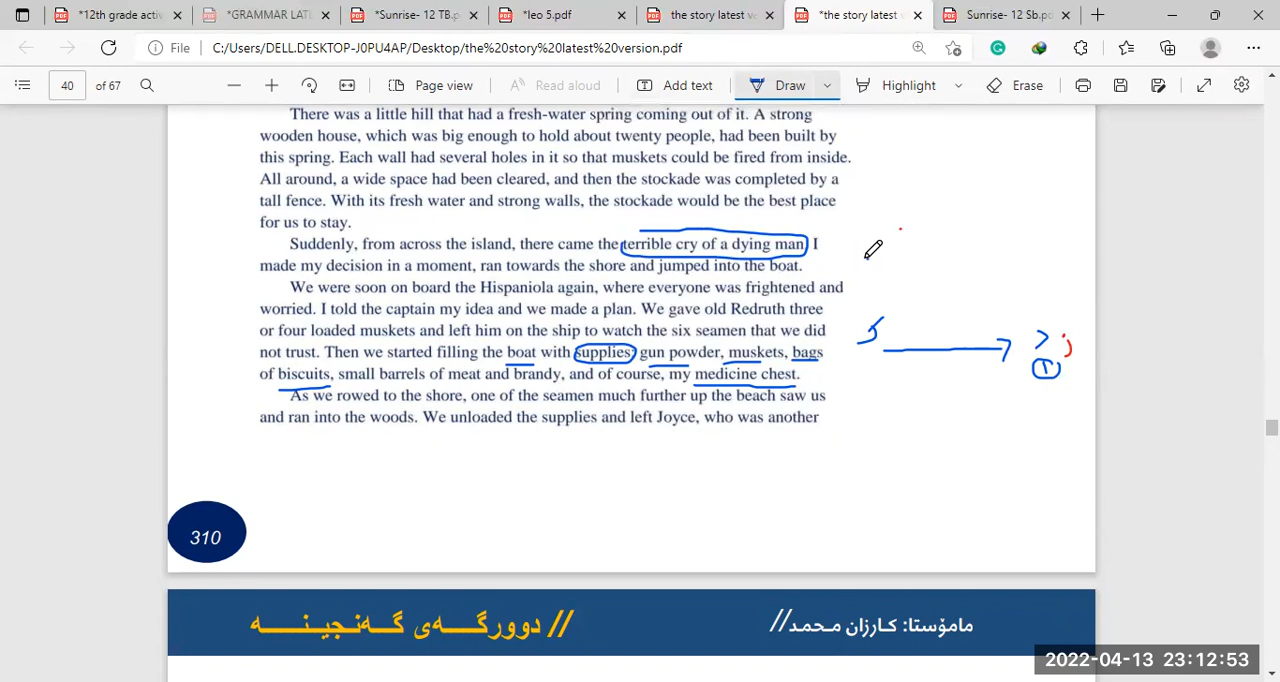 *12th grade activ
*GRAMMAR LATE
*Sunrise- 12 TB.p
*leo 5.pdf
the story latest v
*the story latest v
Sunrise- 12 Sb.pd
File C:/Users/DELL.DESKTOP-J0PU4AP/Desktop/the%20story%20latest%20version.pdf
40 of 67
Page view
Read aloud
Add text
Draw
Highlight
Erase
There was a little hill that had a fresh-water spring coming out of it. A strong
wooden house, which was big enough to hold about twenty people, had been built by
this spring. Each wall had several holes in it so that muskets could be fired from inside.
All around, a wide space had been cleared, and then the stockade was completed by a
tall fence. With its fresh water and strong walls, the stockade would be the best place
for us to stay.
Suddenly, from across the island, there came the terrible cry of a dying man. I
made my decision in a moment, ran towards the shore and jumped into the boat.
We were soon on board the Hispaniola again, where everyone was frightened and
worried. I told the captain my idea and we made a plan. We gave old Redruth three
or four loaded muskets and left him on the ship to watch the six seamen that we did
not trust. Then we started filling the boat with supplies: gun powder, muskets, bags
of biscuits, small barrels of meat and brandy, and of course, my medicine chest.
As we rowed to the shore, one of the seamen much further up the beach saw us
and ran into the woods. We unloaded the supplies and left Joyce, who was another
310
مامۆستا: کارزان محمد//
// دوورگەی گەنجینە
2022-04-13 23:12:53